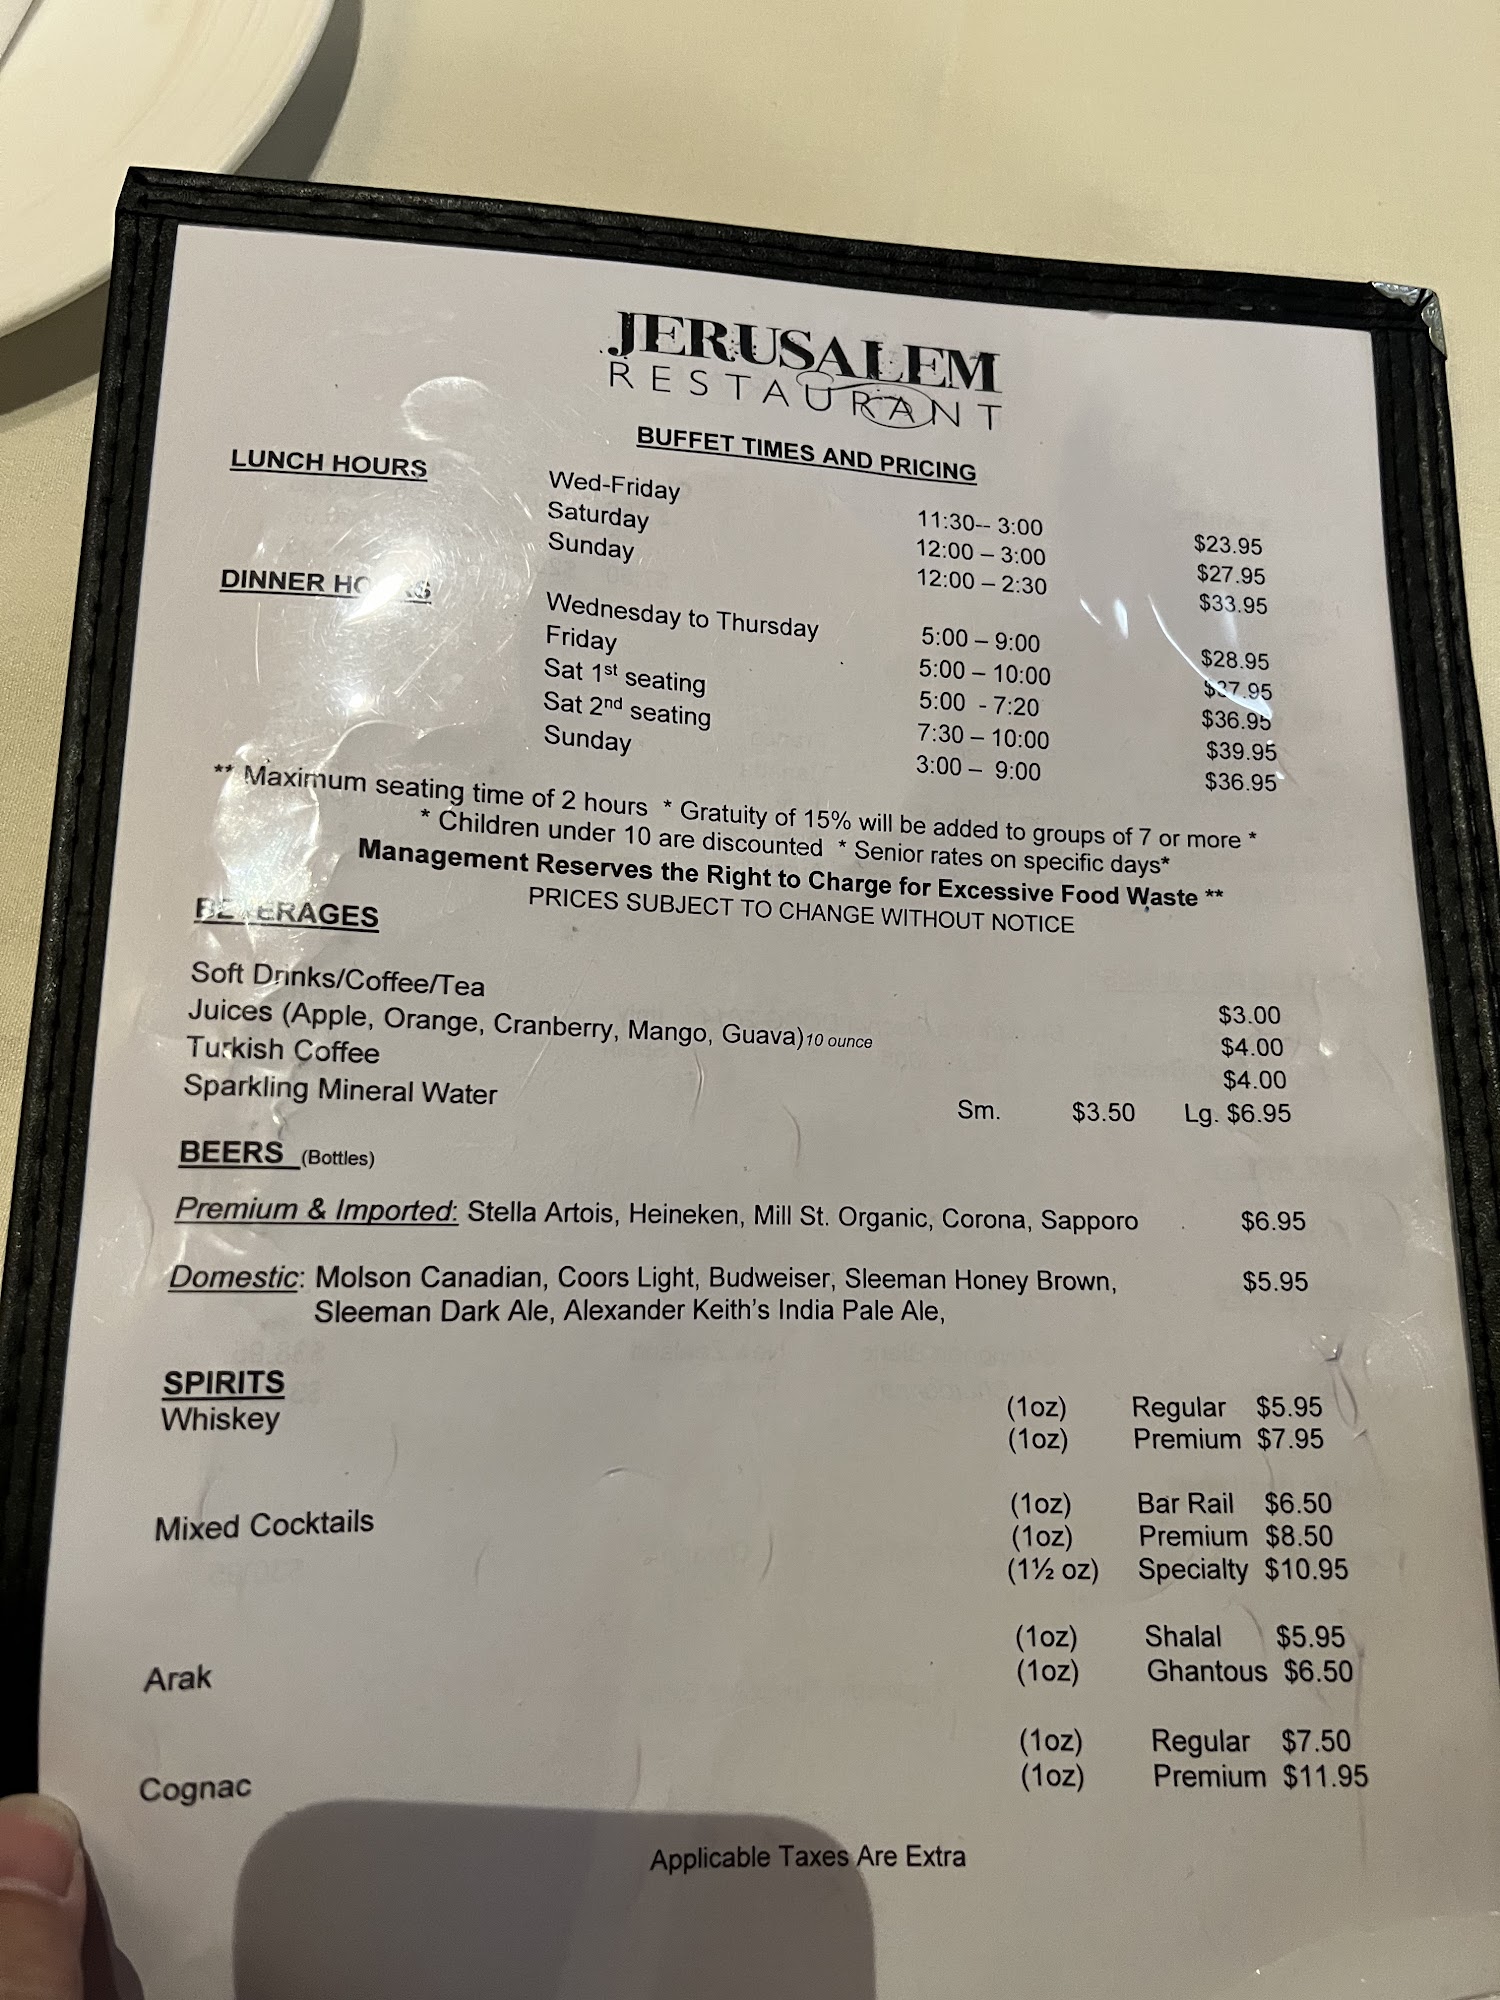 JERUSALEM
RESTAURANT
BUFFET TIMES AND PRICING
LUNCH HOURS
Wed-Friday 11:30-- 3:00 $23.95
Saturday 12:00 – 3:00 $27.95
Sunday 12:00 – 2:30 $33.95
DINNER HOURS
Wednesday to Thursday 5:00 – 9:00 $28.95
Friday 5:00 – 10:00 $37.95
Sat 1st seating 5:00 - 7:20 $36.95
Sat 2nd seating 7:30 – 10:00 $39.95
Sunday 3:00 – 9:00 $36.95
** Maximum seating time of 2 hours * Gratuity of 15% will be added to groups of 7 or more *
* Children under 10 are discounted * Senior rates on specific days*
Management Reserves the Right to Charge for Excessive Food Waste **
PRICES SUBJECT TO CHANGE WITHOUT NOTICE
BEVERAGES
Soft Drinks/Coffee/Tea $3.00
Juices (Apple, Orange, Cranberry, Mango, Guava)10 ounce $4.00
Turkish Coffee $4.00
Sparkling Mineral Water Sm. $3.50 Lg. $6.95
BEERS (Bottles)
Premium & Imported: Stella Artois, Heineken, Mill St. Organic, Corona, Sapporo $6.95
Domestic: Molson Canadian, Coors Light, Budweiser, Sleeman Honey Brown, $5.95
Sleeman Dark Ale, Alexander Keith's India Pale Ale,
SPIRITS
Whiskey (1oz) Regular $5.95
(1oz) Premium $7.95
Mixed Cocktails (1oz) Bar Rail $6.50
(1oz) Premium $8.50
(1½ oz) Specialty $10.95
Arak (1oz) Shalal $5.95
(1oz) Ghantous $6.50
Cognac (1oz) Regular $7.50
(1oz) Premium $11.95
Applicable Taxes Are Extra